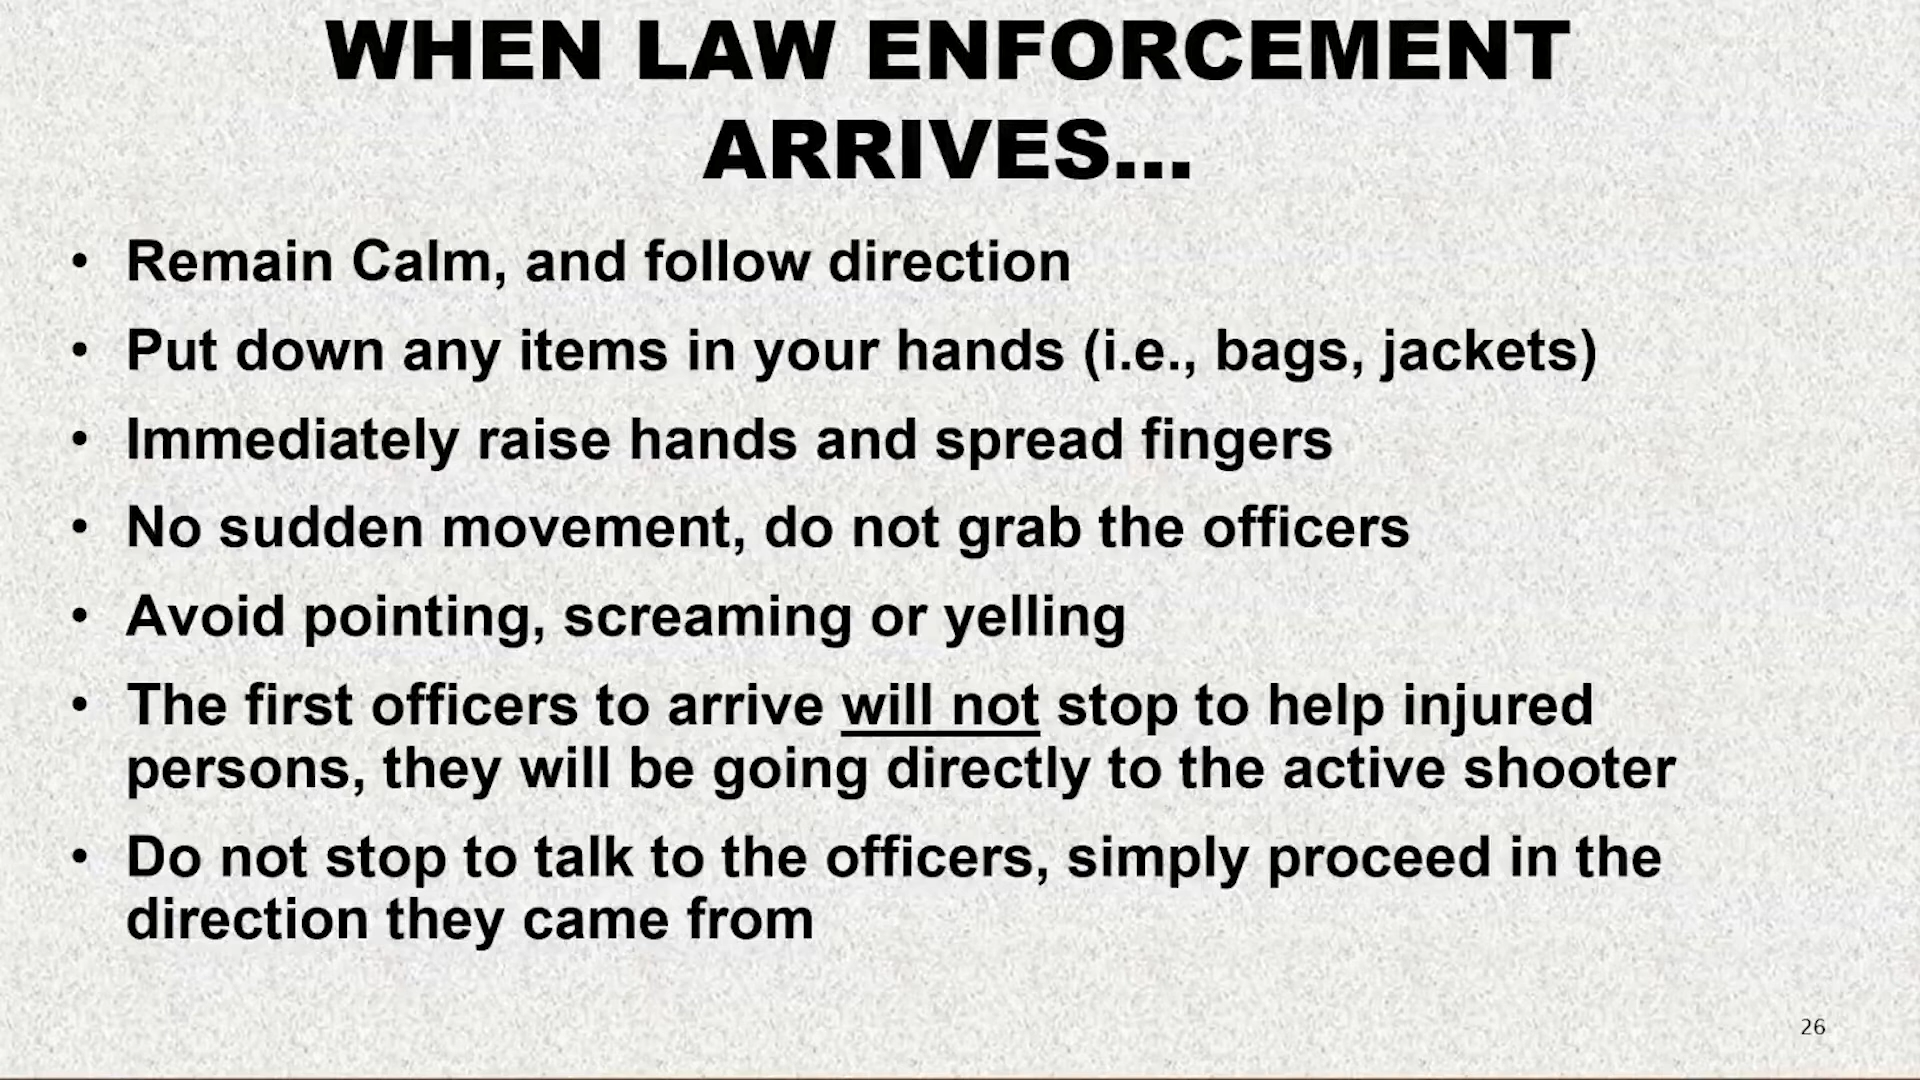 WHEN LAW ENFORCEMENT
ARRIVES...
• Remain Calm, and follow direction
• Put down any items in your hands (i.e., bags, jackets)
• Immediately raise hands and spread fingers
• No sudden movement, do not grab the officers
• Avoid pointing, screaming or yelling
• The first officers to arrive will not stop to help injured
persons, they will be going directly to the active shooter
• Do not stop to talk to the officers, simply proceed in the
direction they came from
26